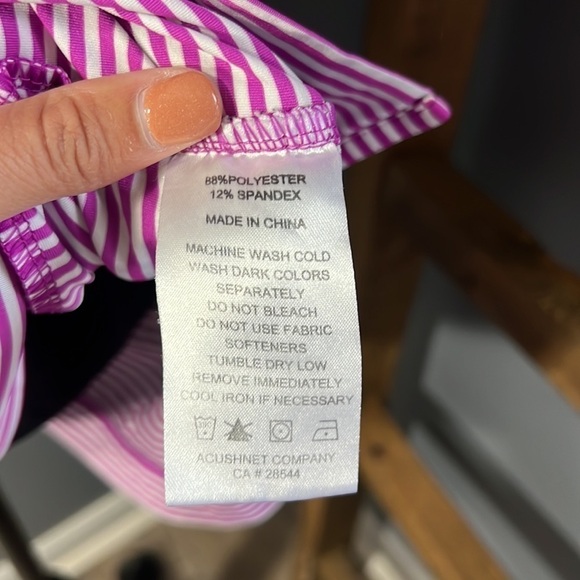 88%POLYESTER
12% SPANDEX
MADE IN CHINA
MACHINE WASH COLD
WASH DARK COLORS
SEPARATELY
DO NOT BLEACH
DO NOT USE FABRIC
SOFTENERS
TUMBLE DRY LOW
REMOVE IMMEDIATELY
COOL IRON IF NECESSARY
ACUSHNET COMPANY
CA # 28544